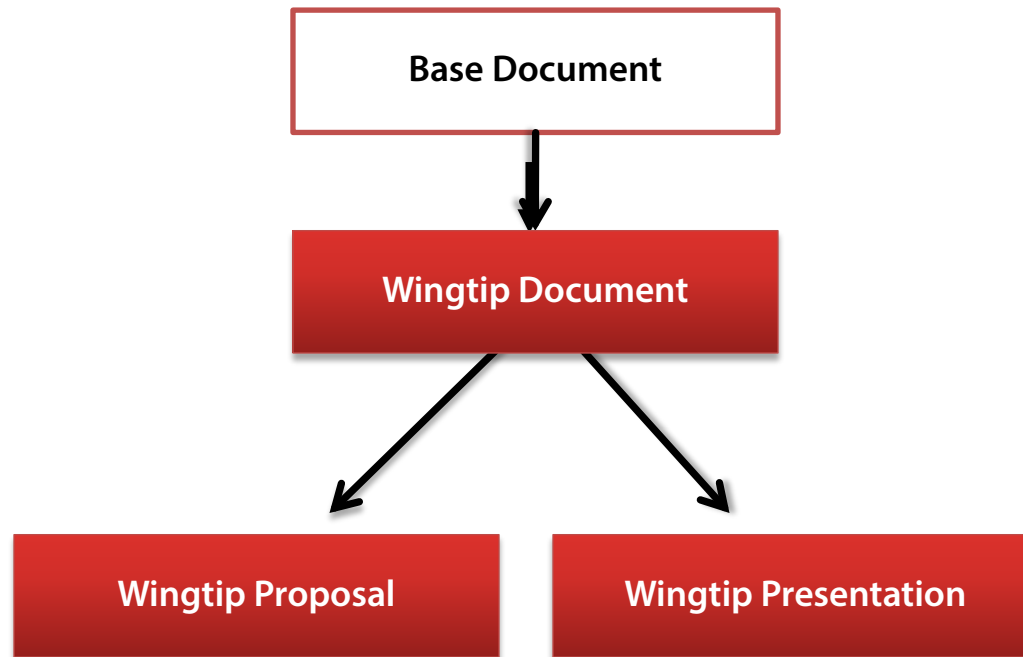 Base Document
Wingtip Document
Wingtip Proposal
Wingtip Presentation